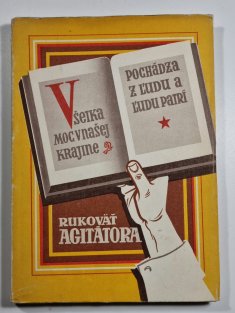 VŠETKA
MOC V NAŠEJ
KRAJINE
POCHÁDZA
Z ĽUDU A
ĽUDU PATRÍ
RUKOVÄŤ
AGITÁTORA